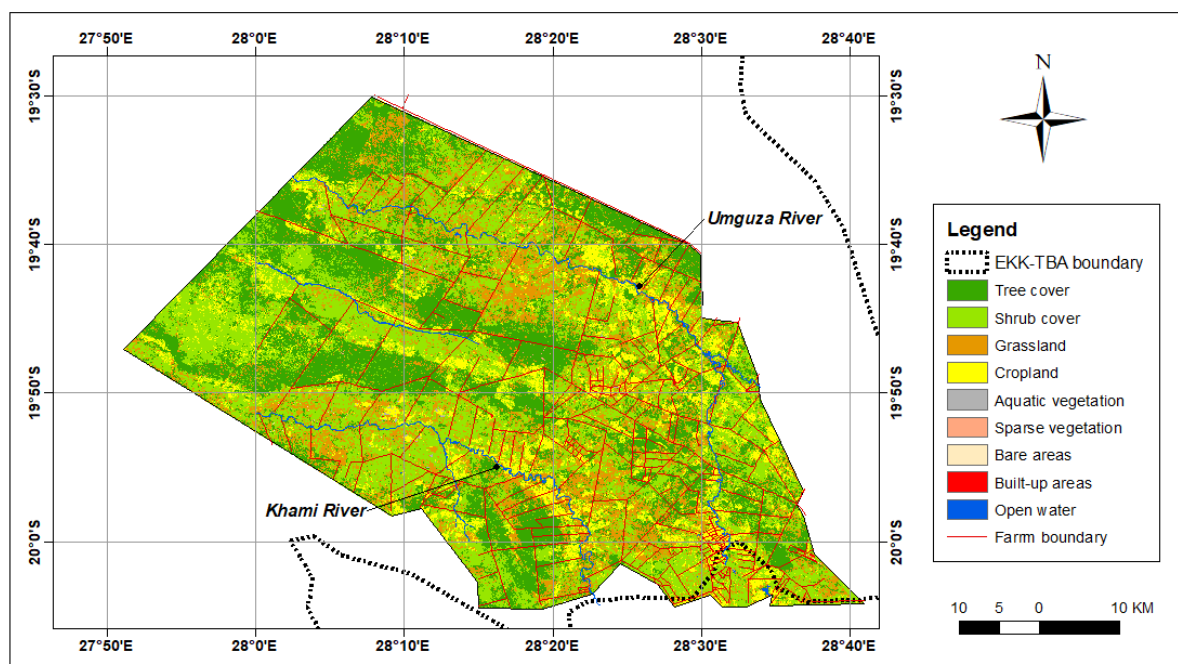 27°50'E 28°0'E 28°10'E 28°20'E 28°30'E 28°40'E
19°30'S 19°30'S
19°40'S 19°40'S
19°50'S 19°50'S
20°0'S 20°0'S
Umguza River
Khami River
27°50'E 28°0'E 28°10'E 28°20'E 28°30'E 28°40'E
N
Legend
EKK-TBA boundary
Tree cover
Shrub cover
Grassland
Cropland
Aquatic vegetation
Sparse vegetation
Bare areas
Built-up areas
Open water
Farm boundary
10 5 0 10 KM